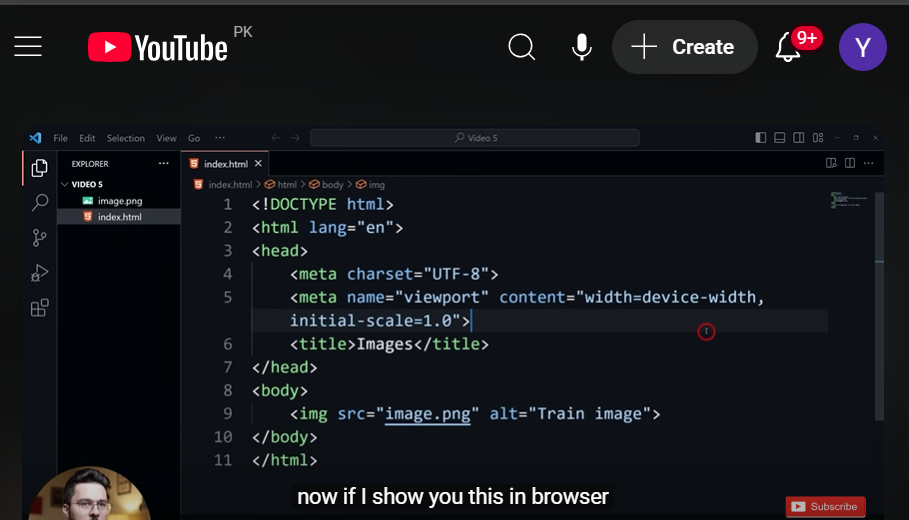 YouTube PK
Create
9+
Y
File Edit Selection View Go ...
Video 5
EXPLORER ...
index.html
VIDEO 5
image.png
index.html
index.html > html > body > img
1 <!DOCTYPE html>
2 <html lang="en">
3 <head>
4 <meta charset="UTF-8">
5 <meta name="viewport" content="width=device-width,
initial-scale=1.0">
6 <title>Images</title>
7 </head>
8 <body>
9 <img src="image.png" alt="Train image">
10 </body>
11 </html>
now if I show you this in browser
Subscribe